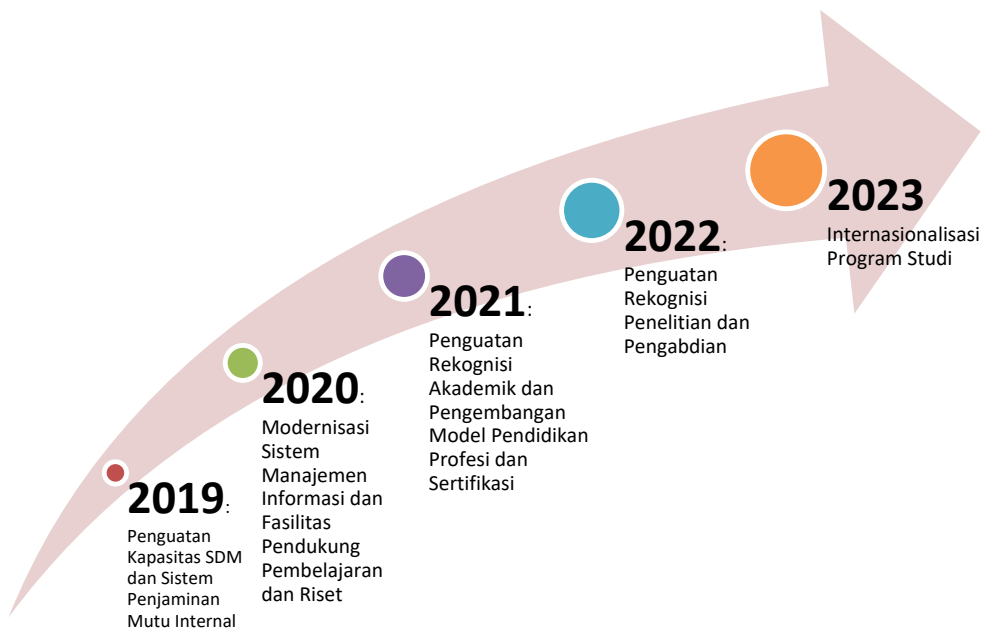 2019:
Penguatan
Kapasitas SDM
dan Sistem
Penjaminan
Mutu Internal
2020:
Modernisasi
Sistem
Manajemen
Informasi dan
Fasilitas
Pendukung
Pembelajaran
dan Riset
2021:
Penguatan
Rekognisi
Akademik dan
Pengembangan
Model Pendidikan
Profesi dan
Sertifikasi
2022:
Penguatan
Rekognisi
Penelitian dan
Pengabdian
2023
Internasionalisasi
Program Studi